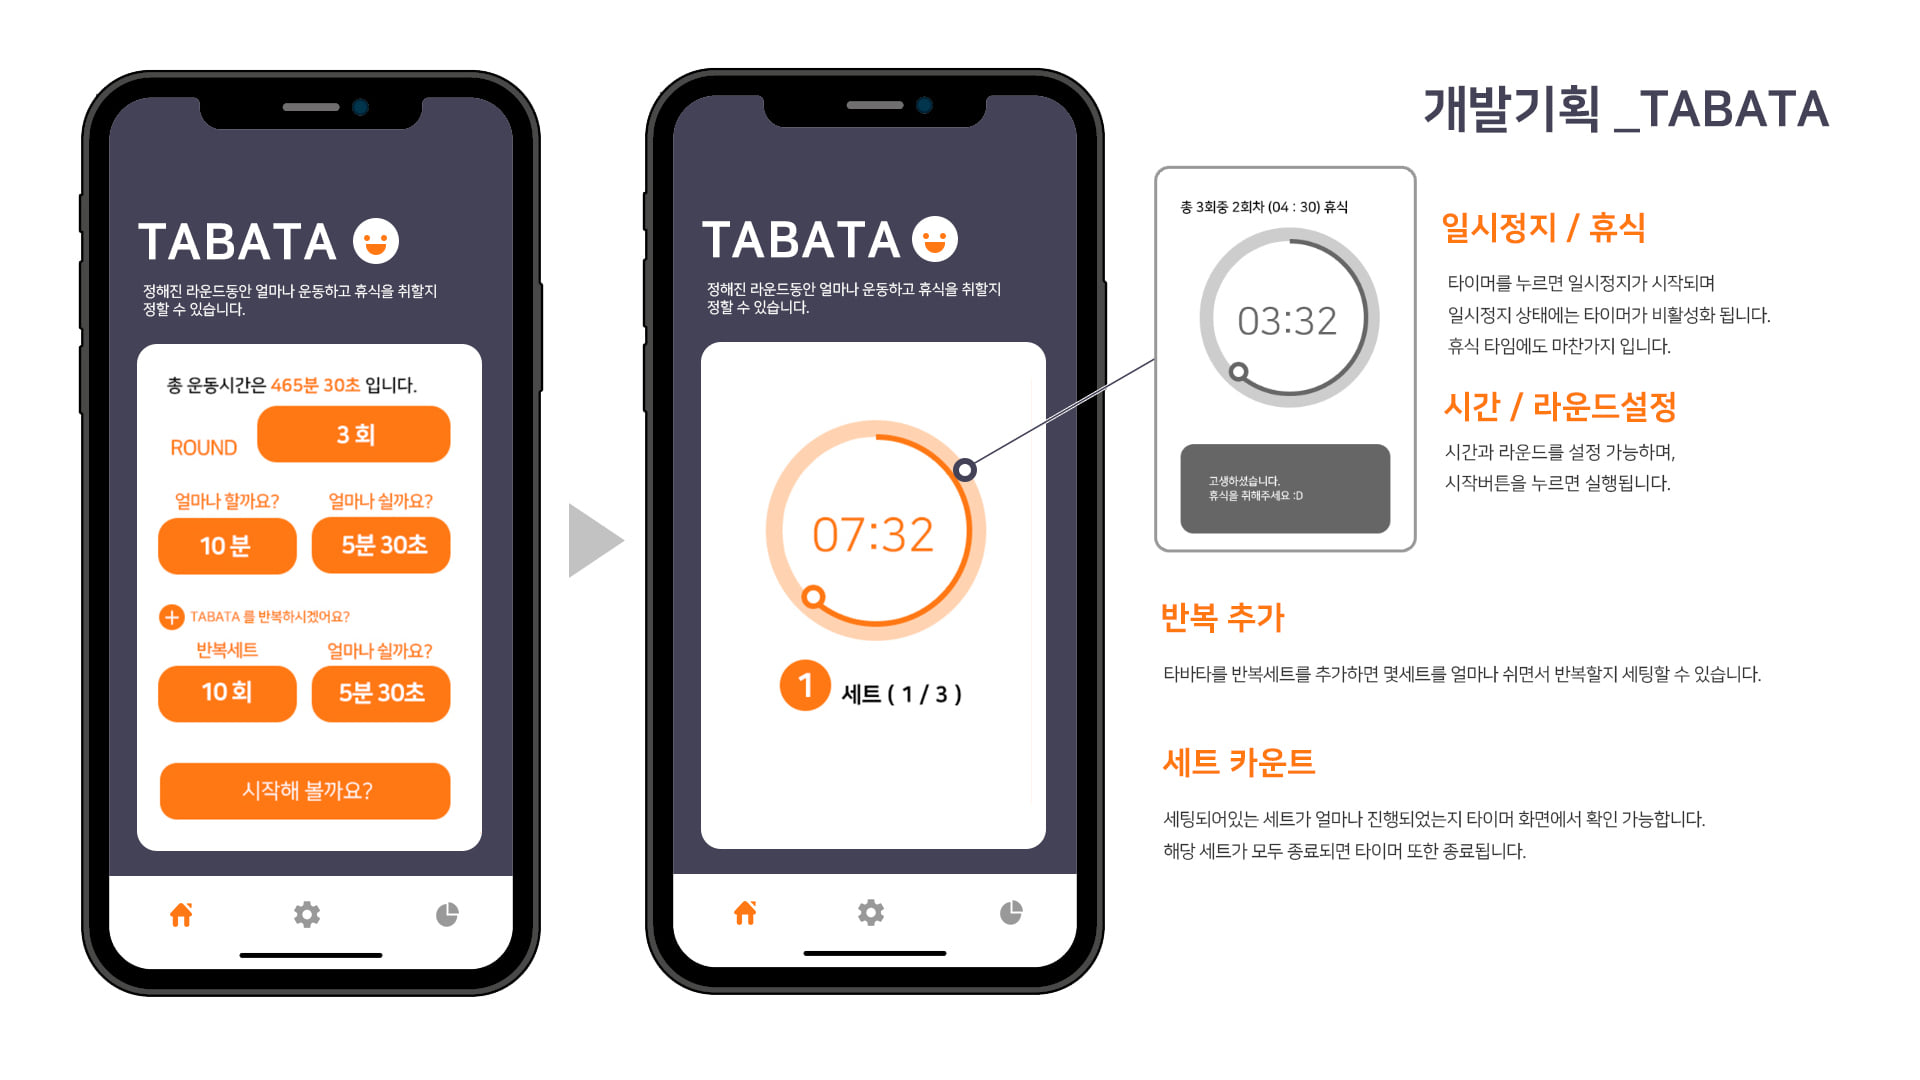 개발기획 _TABATA
TABATA
정해진 라운드동안 얼마나 운동하고 휴식을 취할지
정할 수 있습니다.
총 운동시간은 465분 30초 입니다.
ROUND 3 회
얼마나 할까요? 얼마나 쉴까요?
10 분 5분 30초
TABATA 를 반복하시겠어요?
반복세트 얼마나 쉴까요?
10 회 5분 30초
시작해 볼까요?
TABATA
정해진 라운드동안 얼마나 운동하고 휴식을 취할지
정할 수 있습니다.
07:32
1 세트 ( 1 / 3 )
총 3회중 2회차 (04 : 30) 휴식
03:32
고생하셨습니다.
휴식을 취해주세요 :D
일시정지 / 휴식
타이머를 누르면 일시정지가 시작되며
일시정지 상태에는 타이머가 비활성화 됩니다.
휴식 타임에도 마찬가지 입니다.
시간 / 라운드설정
시간과 라운드를 설정 가능하며,
시작버튼을 누르면 실행됩니다.
반복 추가
타바타를 반복세트를 추가하면 몇세트를 얼마나 쉬면서 반복할지 세팅할 수 있습니다.
세트 카운트
세팅되어있는 세트가 얼마나 진행되었는지 타이머 화면에서 확인 가능합니다.
해당 세트가 모두 종료되면 타이머 또한 종료됩니다.